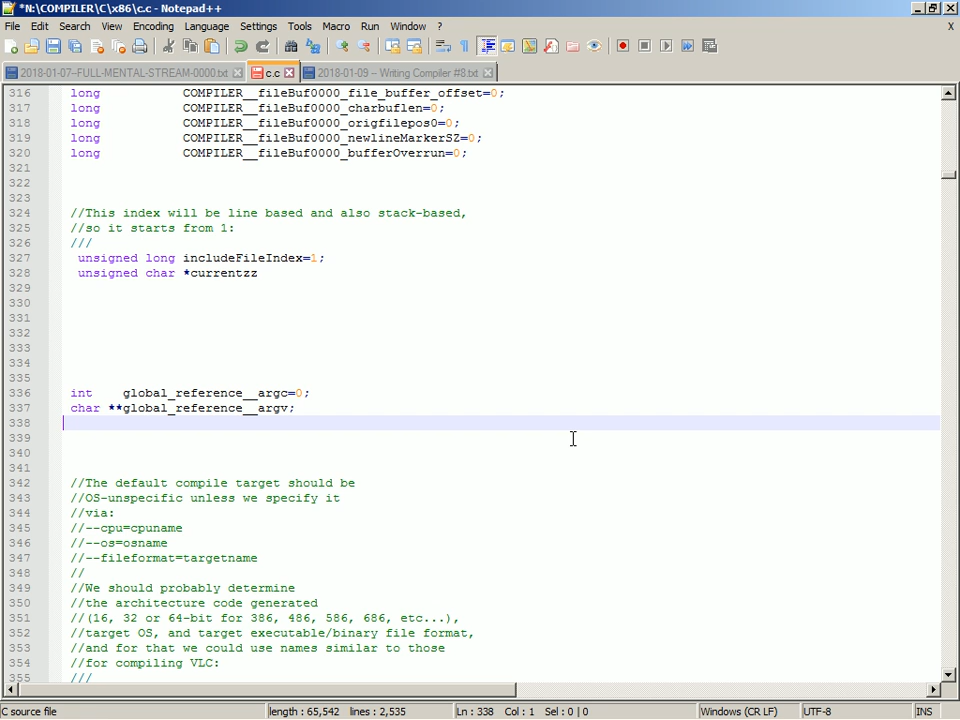 *N:\COMPILER\C\x86\c.c - Notepad++
File Edit Search View Encoding Language Settings Tools Macro Run Window ? X
2018-01-07–FULL-MENTAL-STREAM-0000.txt c.c 2018-01-09 – Writing Compiler #8.txt
316 long COMPILER__fileBuf0000_file_buffer_offset=0;
317 long COMPILER__fileBuf0000_charbuflen=0;
318 long COMPILER__fileBuf0000_origfilepos0=0;
319 long COMPILER__fileBuf0000_newlineMarkerSZ=0;
320 long COMPILER__fileBuf0000_bufferOverrun=0;
321
322
323
324 //This index will be line based and also stack-based,
325 //so it starts from 1:
326 ///
327 unsigned long includeFileIndex=1;
328 unsigned char *currentzz
329
330
331
332
333
334
335
336 int global_reference__argc=0;
337 char **global_reference__argv;
338
339
340
341
342 //The default compile target should be
343 //OS-unspecific unless we specify it
344 //via:
345 //--cpu=cpuname
346 //--os=osname
347 //--fileformat=targetname
348 //
349 //We should probably determine
350 //the architecture code generated
351 //(16, 32 or 64-bit for 386, 486, 586, 686, etc...),
352 //target OS, and target executable/binary file format,
353 //and for that we could use names similar to those
354 //for compiling VLC:
355 ///
C source file length : 65,542 lines : 2,535 Ln : 338 Col : 1 Sel : 0 | 0 Windows (CR LF) UTF-8 INS